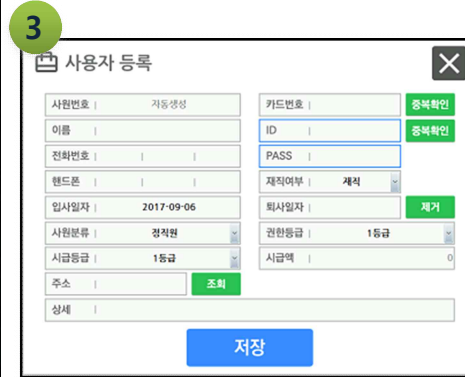 3
사용자 등록
사원번호 자동생성 카드번호 중복확인
이름 ID 중복확인
전화번호 PASS
핸드폰 재직여부 재직
입사일자 2017-09-06 퇴사일자 제거
사원분류 정직원 권한등급 1등급
시급등급 1등급 시급액 0
주소 조회
상세
저장